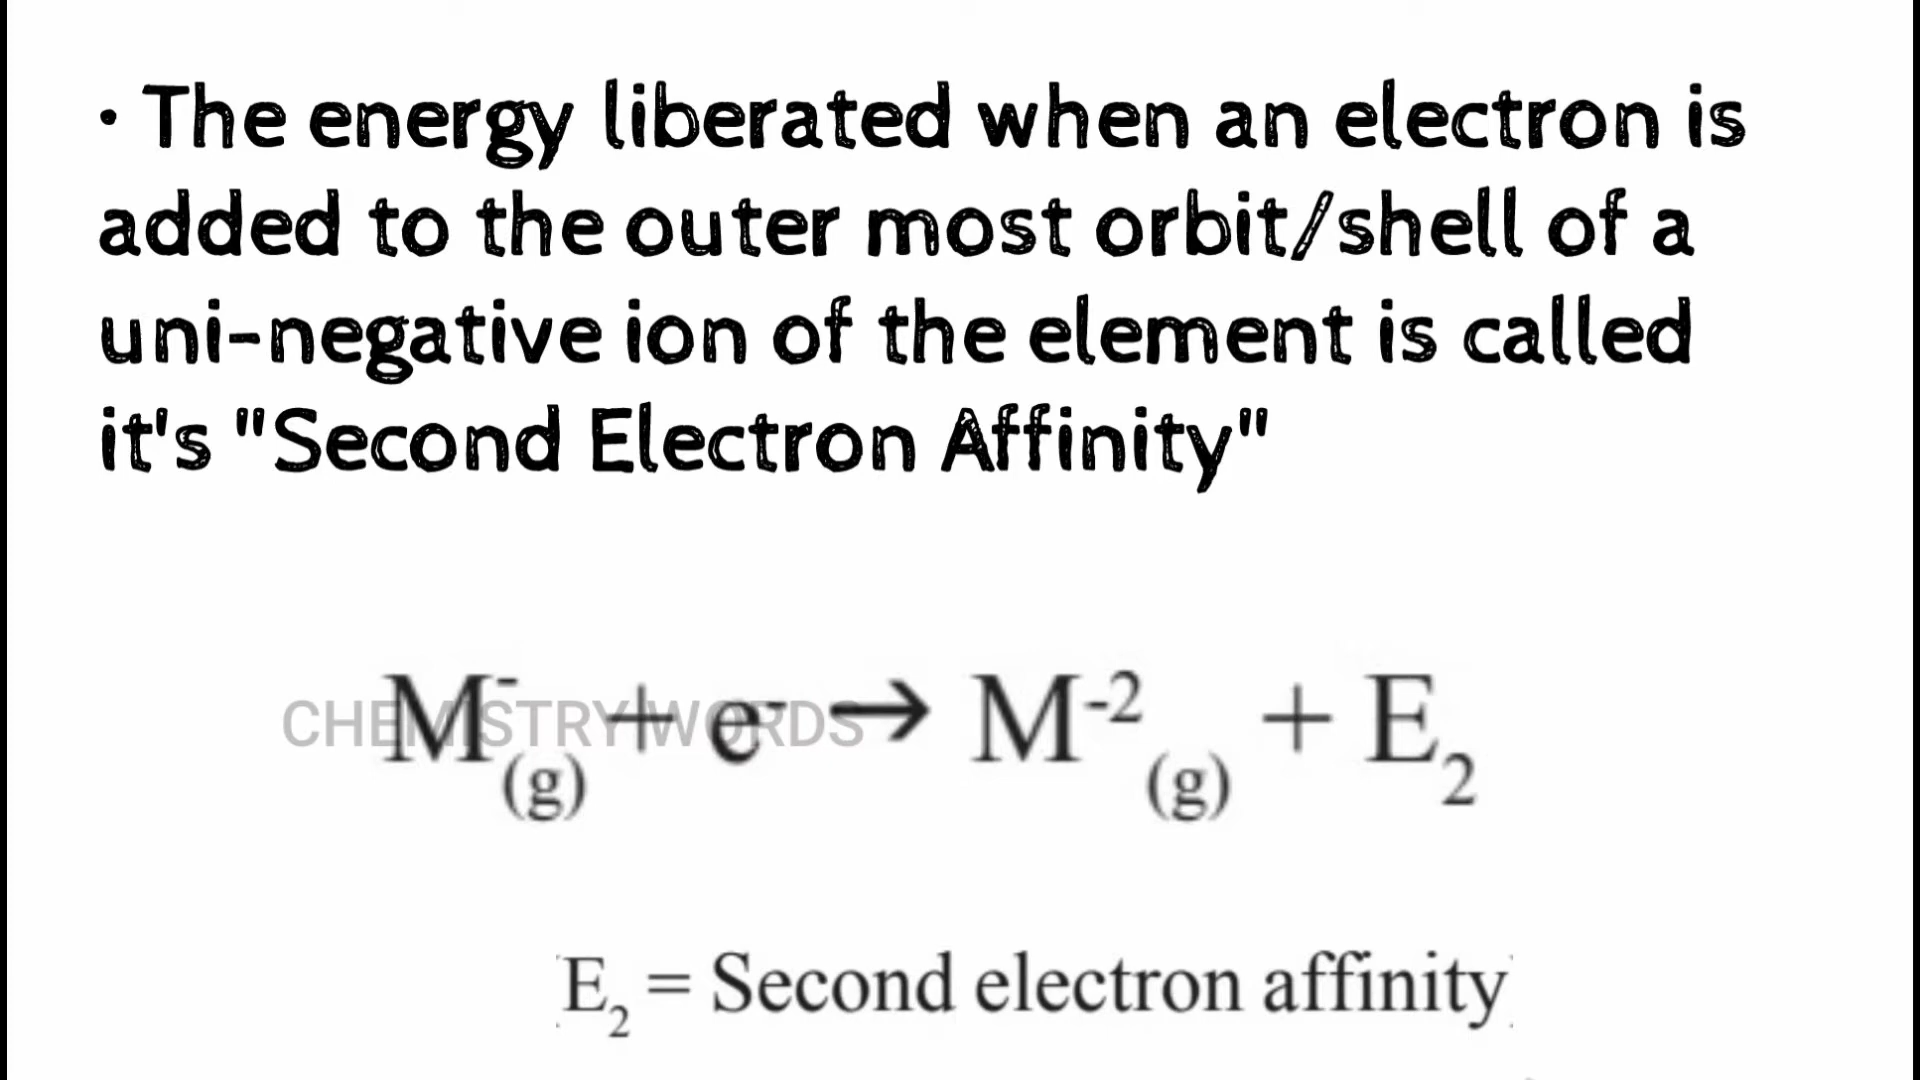 • The energy liberated when an electron is
added to the outer most orbit/shell of a
uni-negative ion of the element is called
it's "Second Electron Affinity"
CHEMISTRY WORDS
M⁻(g) + e⁻ → M⁻²(g) + E₂
E₂ = Second electron affinity